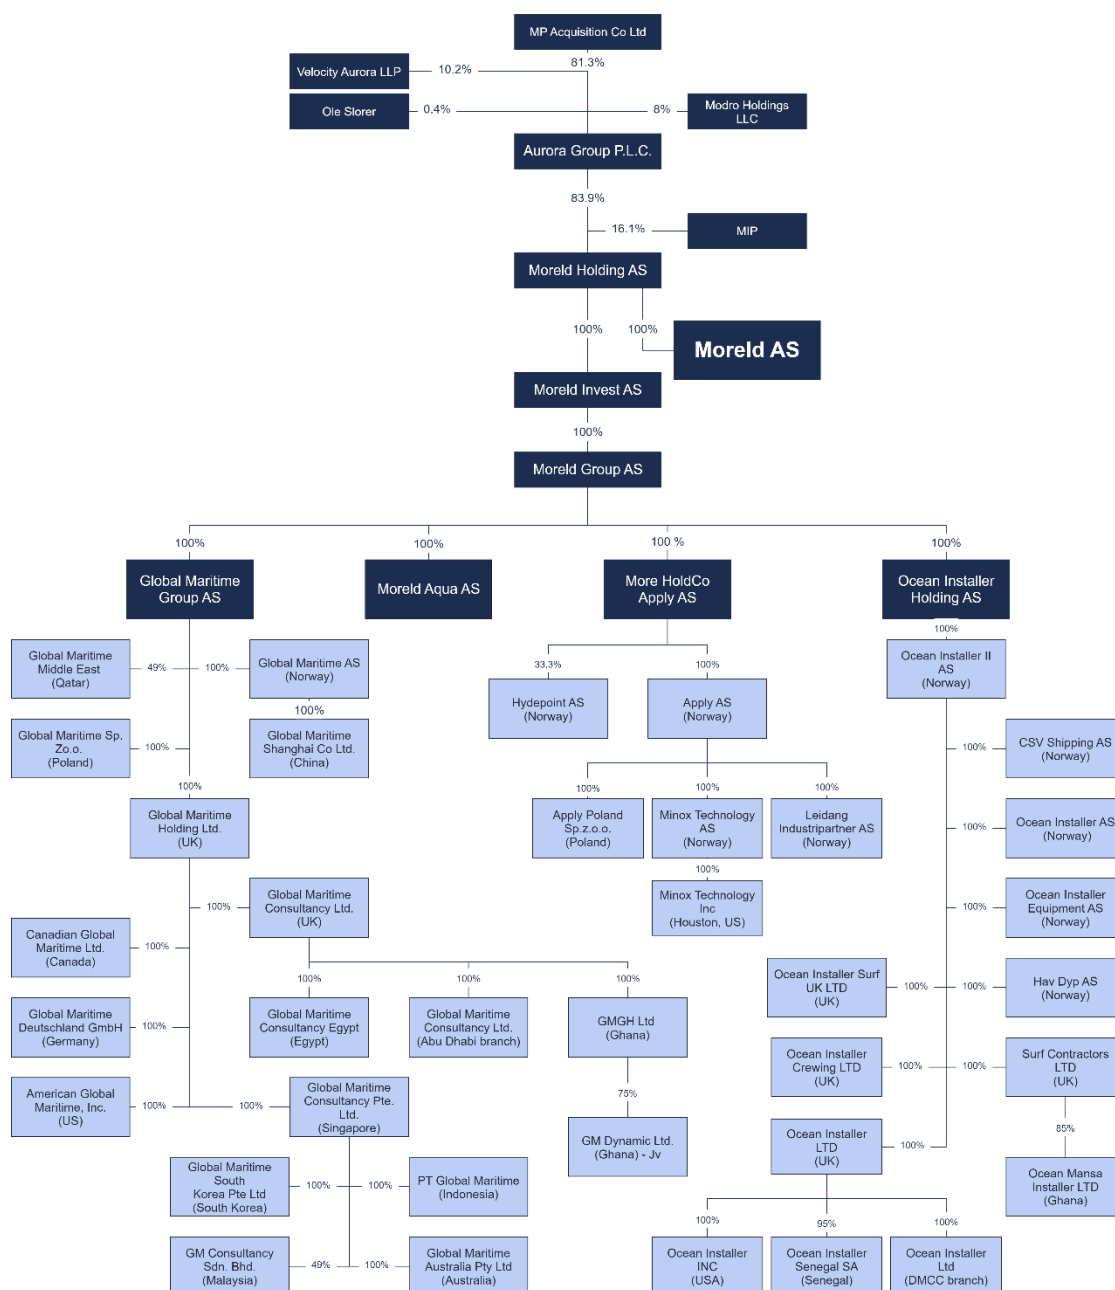 MP Acquisition Co Ltd
81.3%
Velocity Aurora LLP
10.2%
Ole Slorer
0.4%
8%
Modro Holdings
LLC
Aurora Group P.L.C.
83.9%
16.1%
MIP
Moreld Holding AS
100%
100%
Moreld AS
Moreld Invest AS
100%
Moreld Group AS
100%
100%
100 %
100%
Global Maritime
Group AS
Moreld Aqua AS
More HoldCo
Apply AS
Ocean Installer
Holding AS
Global Maritime
Middle East
(Qatar)
49%
100%
Global Maritime AS
(Norway)
100%
Global Maritime Sp.
Zo.o.
(Poland)
100%
Global Maritime
Shanghai Co Ltd.
(China)
100%
Global Maritime
Holding Ltd.
(UK)
100%
Global Maritime
Consultancy Ltd.
(UK)
Canadian Global
Maritime Ltd.
(Canada)
100%
100%
100%
100%
Global Maritime
Deutschland GmbH
(Germany)
100%
Global Maritime
Consultancy Egypt
(Egypt)
Global Maritime
Consultancy Ltd.
(Abu Dhabi branch)
GMGH Ltd
(Ghana)
75%
GM Dynamic Ltd.
(Ghana) - Jv
American Global
Maritime, Inc.
(US)
100%
100%
Global Maritime
Consultancy Pte.
Ltd.
(Singapore)
Global Maritime
South
Korea Pte Ltd
(South Korea)
100%
100%
PT Global Maritime
(Indonesia)
GM Consultancy
Sdn. Bhd.
(Malaysia)
49%
100%
Global Maritime
Australia Pty Ltd
(Australia)
33.3%
100%
Hydepoint AS
(Norway)
Apply AS
(Norway)
100%
100%
100%
Apply Poland
Sp.z.o.o.
(Poland)
Minox Technology
AS
(Norway)
Leidang
Industripartner AS
(Norway)
100%
Minox Technology
Inc
(Houston, US)
100%
Ocean Installer II
AS
(Norway)
100%
CSV Shipping AS
(Norway)
100%
Ocean Installer AS
(Norway)
100%
Ocean Installer
Equipment AS
(Norway)
Ocean Installer Surf
UK LTD
(UK)
100%
100%
Hav Dyp AS
(Norway)
Ocean Installer
Crewing LTD
(UK)
100%
100%
Surf Contractors
LTD
(UK)
85%
Ocean Installer
LTD
(UK)
100%
Ocean Mansa
Installer LTD
(Ghana)
100%
95%
100%
Ocean Installer
INC
(USA)
Ocean Installer
Senegal SA
(Senegal)
Ocean Installer
Ltd
(DMCC branch)